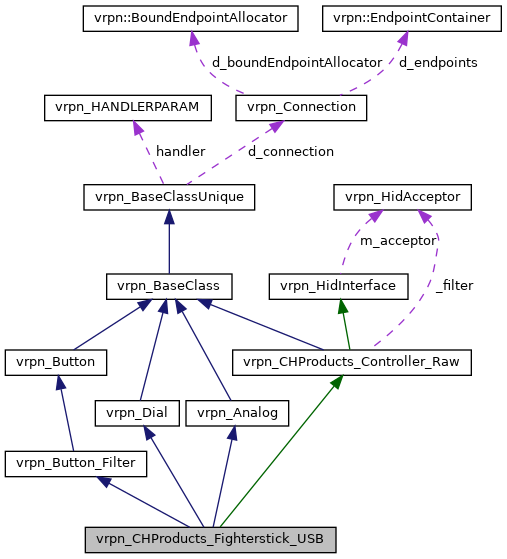 vrpn::BoundEndpointAllocator
vrpn::EndpointContainer
d_boundEndpointAllocator
d_endpoints
vrpn_HANDLERPARAM
vrpn_Connection
handler
d_connection
vrpn_BaseClassUnique
vrpn_HidAcceptor
m_acceptor
vrpn_BaseClass
vrpn_HidInterface
_filter
vrpn_Button
vrpn_CHProducts_Controller_Raw
vrpn_Dial
vrpn_Analog
vrpn_Button_Filter
vrpn_CHProducts_Fighterstick_USB